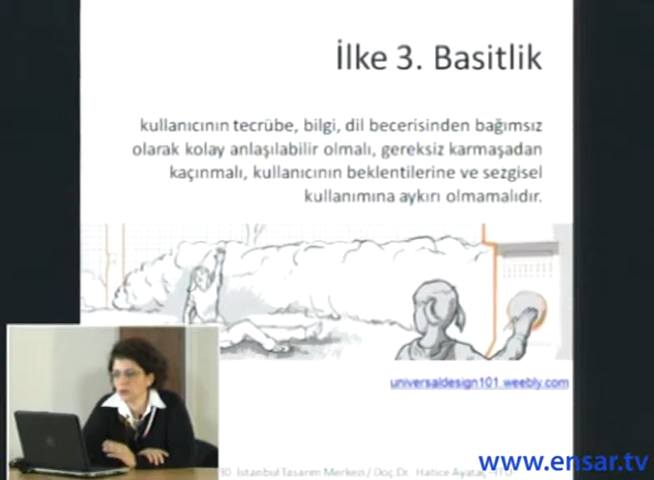 İlke 3. Basitlik
kullanıcının tecrübe, bilgi, dil becerisinden bağımsız
olarak kolay anlaşılabilir olmalı, gereksiz karmaşadan
kaçınmalı, kullanıcının beklentilerine ve sezgisel
kullanımına aykırı olmamalıdır.
universaldesign101.weebly.com
İstanbul Tasarım Merkezi / Doç.Dr. Hatice Ayataç - İTÜ
www.ensar.tv